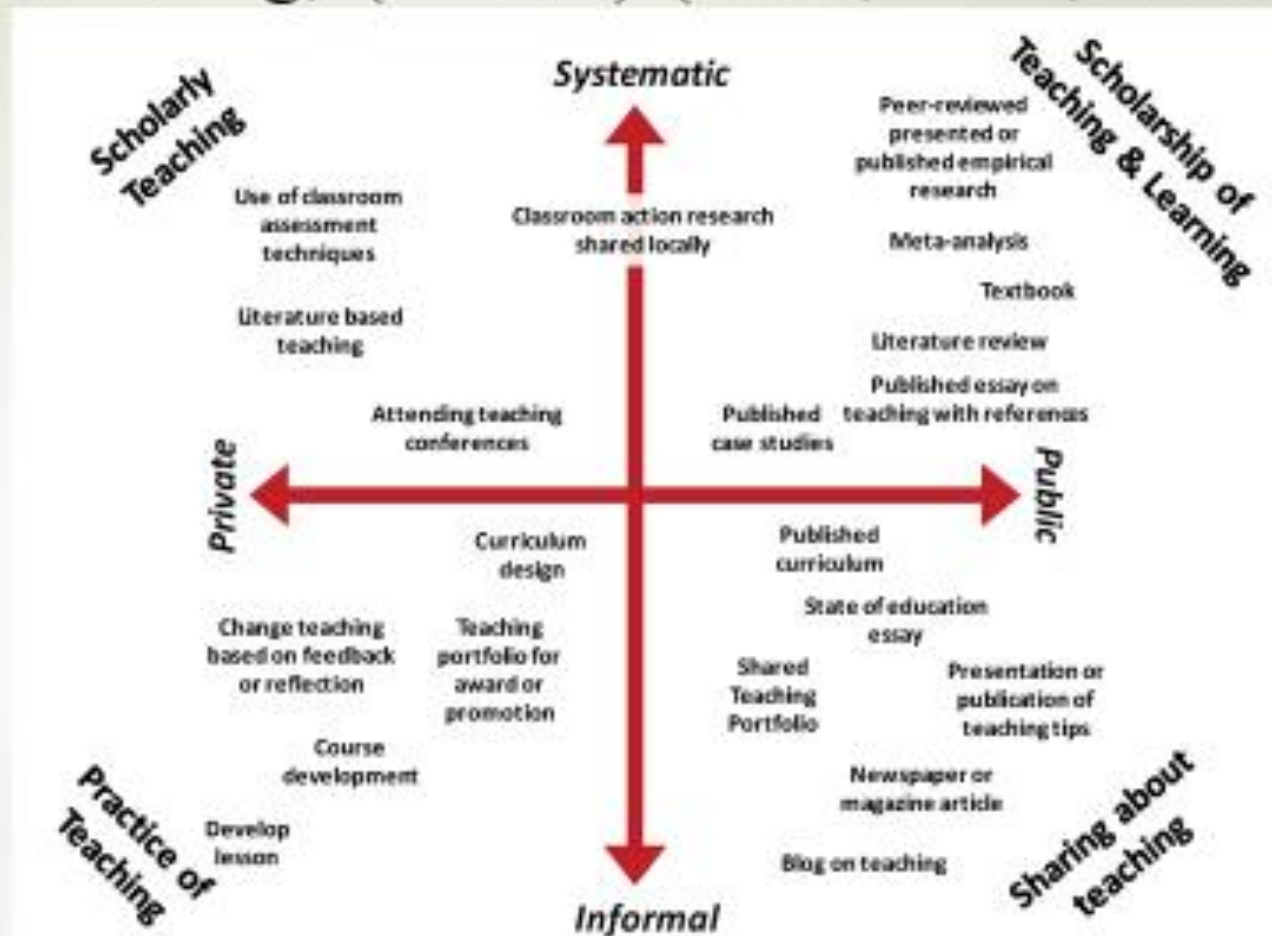 Systematic
Scholarly
Teaching
Scholarship of
Teaching & Learning
Peer-reviewed
presented or
published empirical
research
Use of classroom
assessment
techniques
Classroom action research
shared locally
Meta-analysis
Textbook
Literature based
teaching
Literature review
Published essay on
teaching with references
Attending teaching
conferences
Published
case studies
Private
Public
Curriculum
design
Published
curriculum
State of education
essay
Change teaching
based on feedback
or reflection
Teaching
portfolio for
award or
promotion
Shared
Teaching
Portfolio
Presentation or
publication of
teaching tips
Course
development
Newspaper or
magazine article
Practice of
Teaching
Develop
lesson
Blog on teaching
Sharing about
teaching
Informal